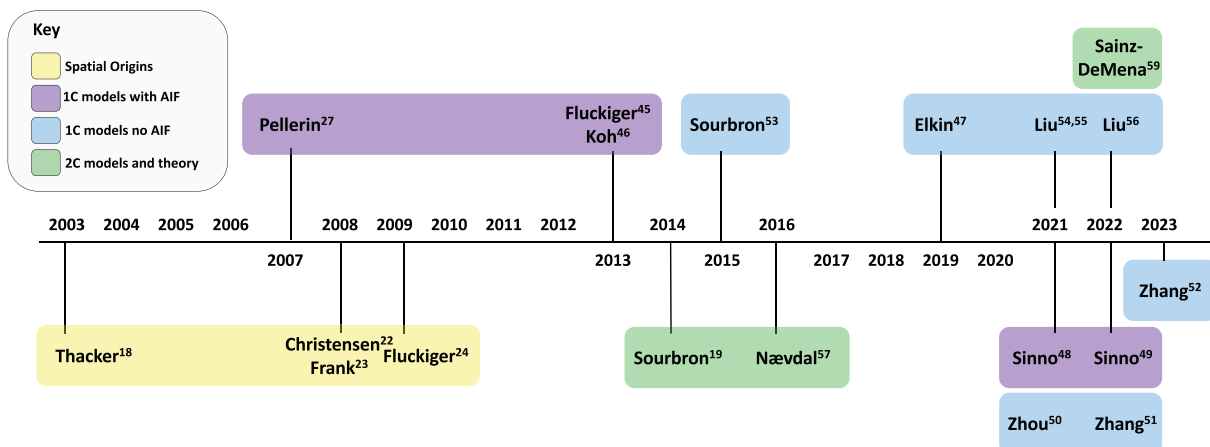 Key
Spatial Origins
1C models with AIF
1C models no AIF
2C models and theory
Sainz-
DeMena59
Pellerin27
Fluckiger45
Koh46
Sourbron53
Elkin47
Liu54,55
Liu56
2003 2004 2005 2006 2008 2009 2010 2011 2012 2014 2016 2021 2022 2023
2007 2013 2015 2017 2018 2019 2020
Zhang52
Thacker18
Christensen22
Frank23
Fluckiger24
Sourbron19
Nævdal57
Sinno48
Sinno49
Zhou50
Zhang51